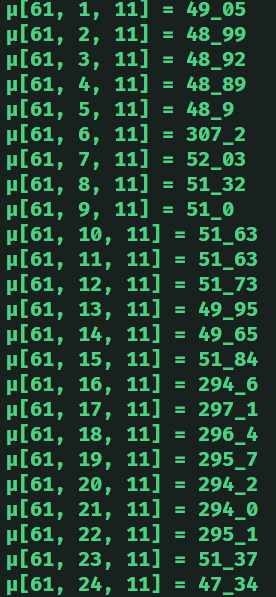 μ[61, 1, 11] = 49_05
μ[61, 2, 11] = 48_99
μ[61, 3, 11] = 48_92
μ[61, 4, 11] = 48_89
μ[61, 5, 11] = 48_9
μ[61, 6, 11] = 307_2
μ[61, 7, 11] = 52_03
μ[61, 8, 11] = 51_32
μ[61, 9, 11] = 51_0
μ[61, 10, 11] = 51_63
μ[61, 11, 11] = 51_63
μ[61, 12, 11] = 51_73
μ[61, 13, 11] = 49_95
μ[61, 14, 11] = 49_65
μ[61, 15, 11] = 51_84
μ[61, 16, 11] = 294_6
μ[61, 17, 11] = 297_1
μ[61, 18, 11] = 296_4
μ[61, 19, 11] = 295_7
μ[61, 20, 11] = 294_2
μ[61, 21, 11] = 294_0
μ[61, 22, 11] = 295_1
μ[61, 23, 11] = 51_37
μ[61, 24, 11] = 47_34